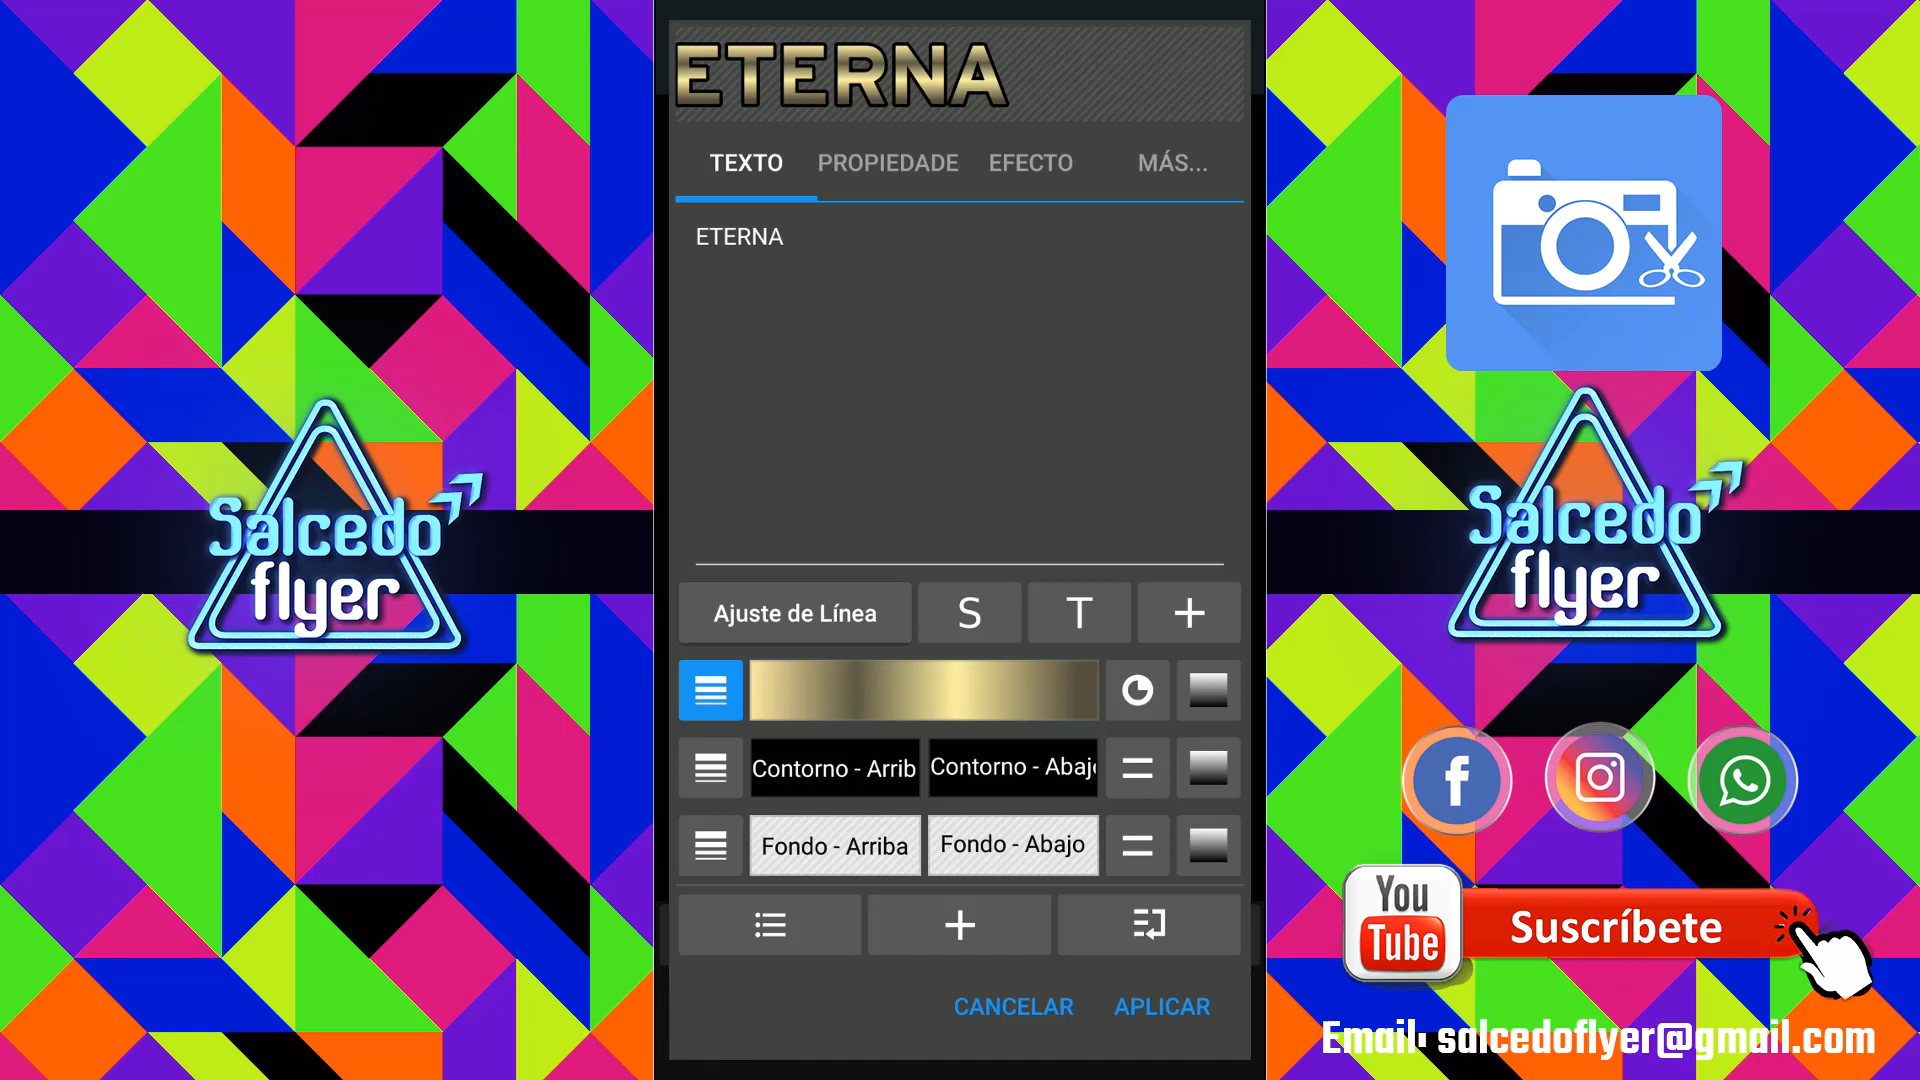 ETERNA
TEXTO PROPIEDADE EFECTO MÁS...
ETERNA
Ajuste de Línea S T +
Contorno - Arrib Contorno - Abaj
Fondo - Arriba Fondo - Abajo
CANCELAR APLICAR
Salcedo
flyer
Salcedo
flyer
You
Tube
Suscríbete
Email: salcedoflyer@gmail.com